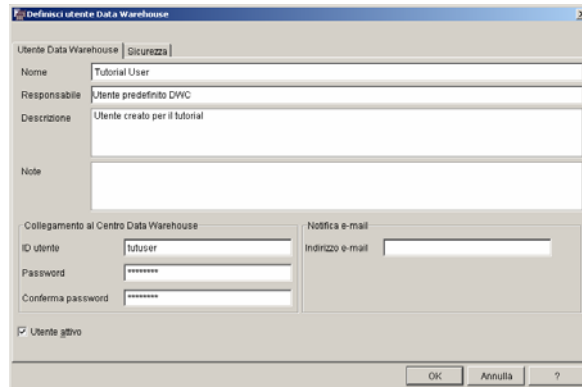 Definisci utente Data Warehouse
Utente Data Warehouse Sicurezza
Nome Tutorial User
Responsabile Utente predefinito DWC
Descrizione Utente creato per il tutorial
Note
Collegamento al Centro Data Warehouse Notifica e-mail
ID utente tutuser Indirizzo e-mail
Password ********
Conferma password ********
Utente attivo
OK Annulla ?